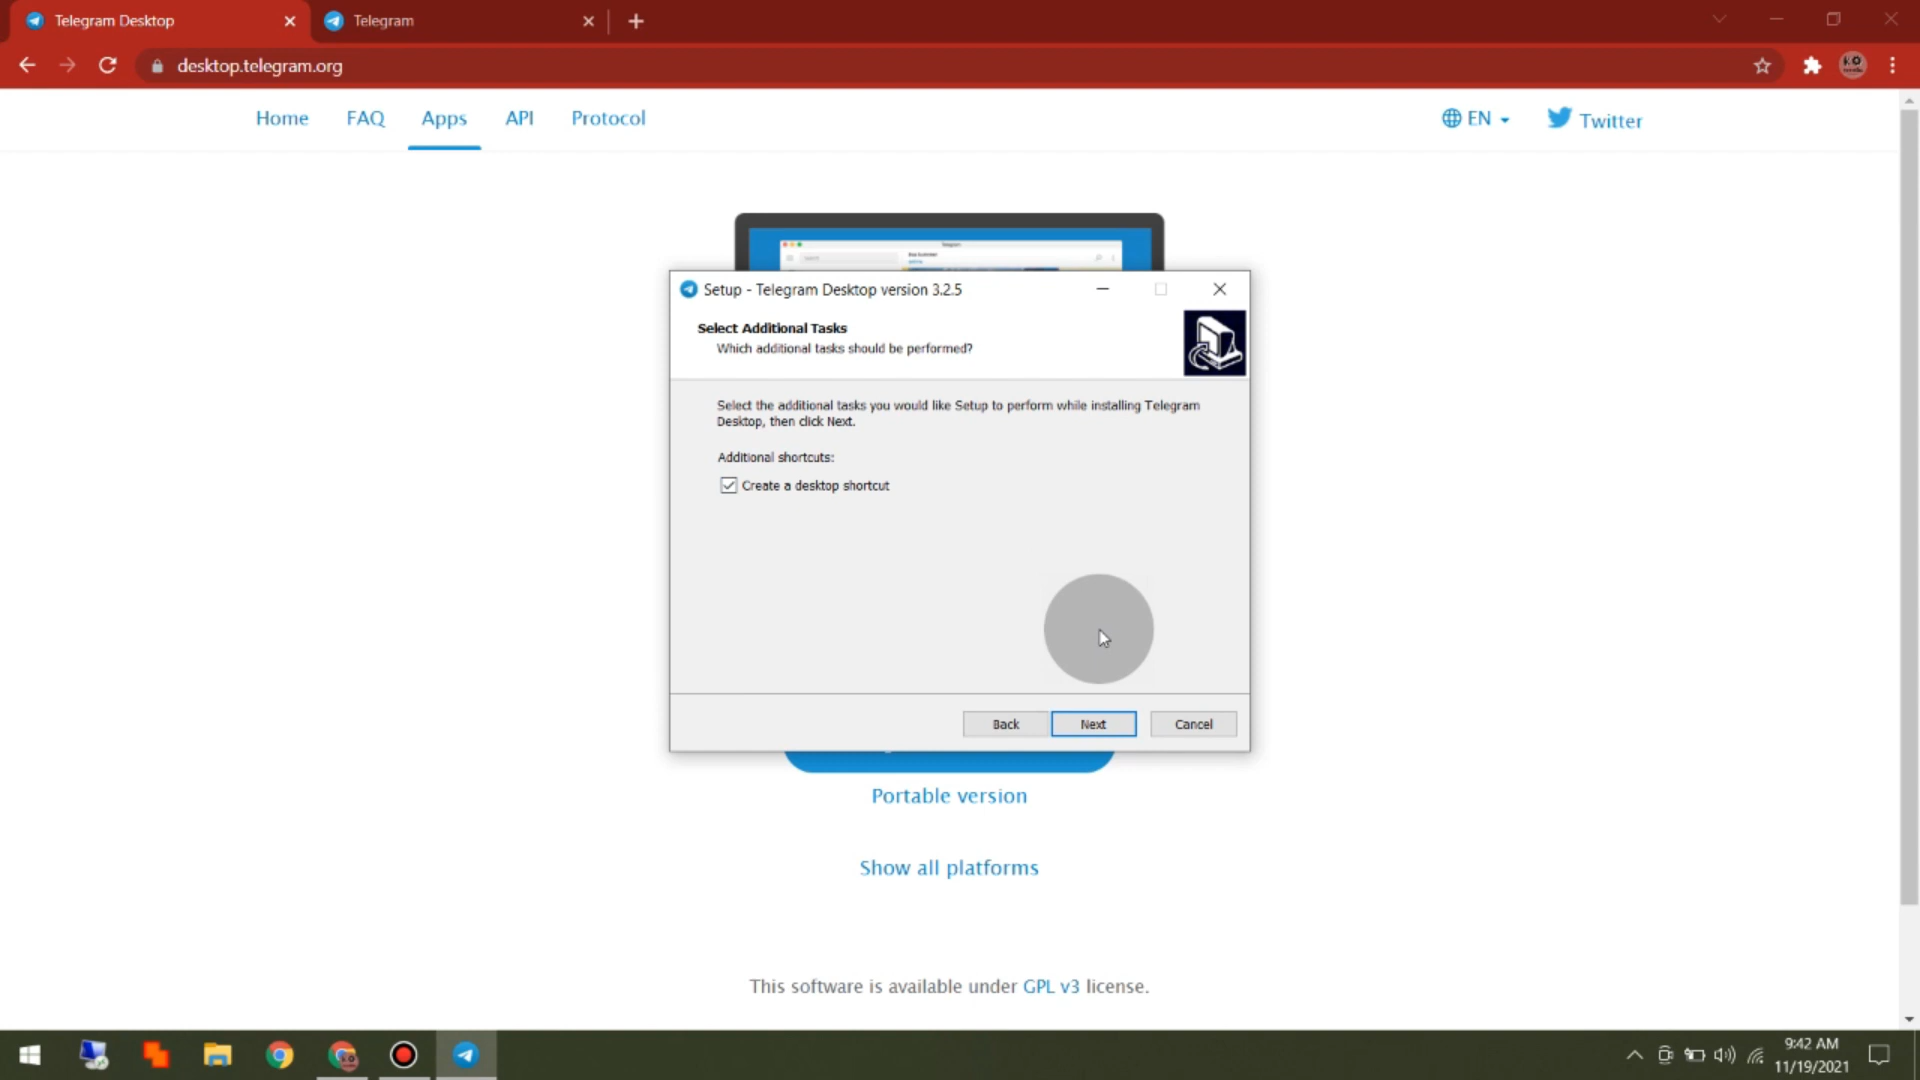 Telegram Desktop
Telegram
desktop.telegram.org
Home FAQ Apps API Protocol
EN
Twitter
Setup - Telegram Desktop version 3.2.5
Select Additional Tasks
Which additional tasks should be performed?
Select the additional tasks you would like Setup to perform while installing Telegram
Desktop, then click Next.
Additional shortcuts:
Create a desktop shortcut
Back Next Cancel
Portable version
Show all platforms
This software is available under GPL v3 license.
9:42 AM
11/19/2021